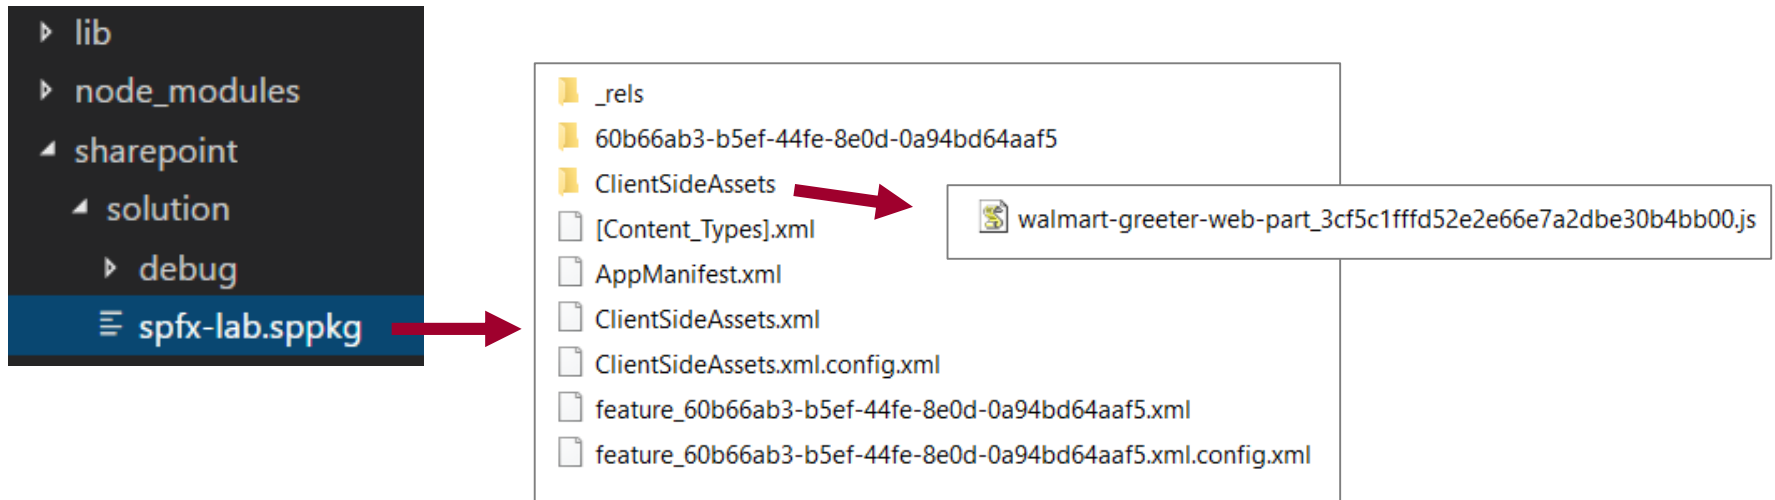 lib
node_modules
sharepoint
solution
debug
spfx-lab.sppkg
_rels
60b66ab3-b5ef-44fe-8e0d-0a94bd64aaf5
ClientSideAssets
[Content_Types].xml
AppManifest.xml
ClientSideAssets.xml
ClientSideAssets.xml.config.xml
feature_60b66ab3-b5ef-44fe-8e0d-0a94bd64aaf5.xml
feature_60b66ab3-b5ef-44fe-8e0d-0a94bd64aaf5.xml.config.xml
walmart-greeter-web-part_3cf5c1fffd52e2e66e7a2dbe30b4bb00.js